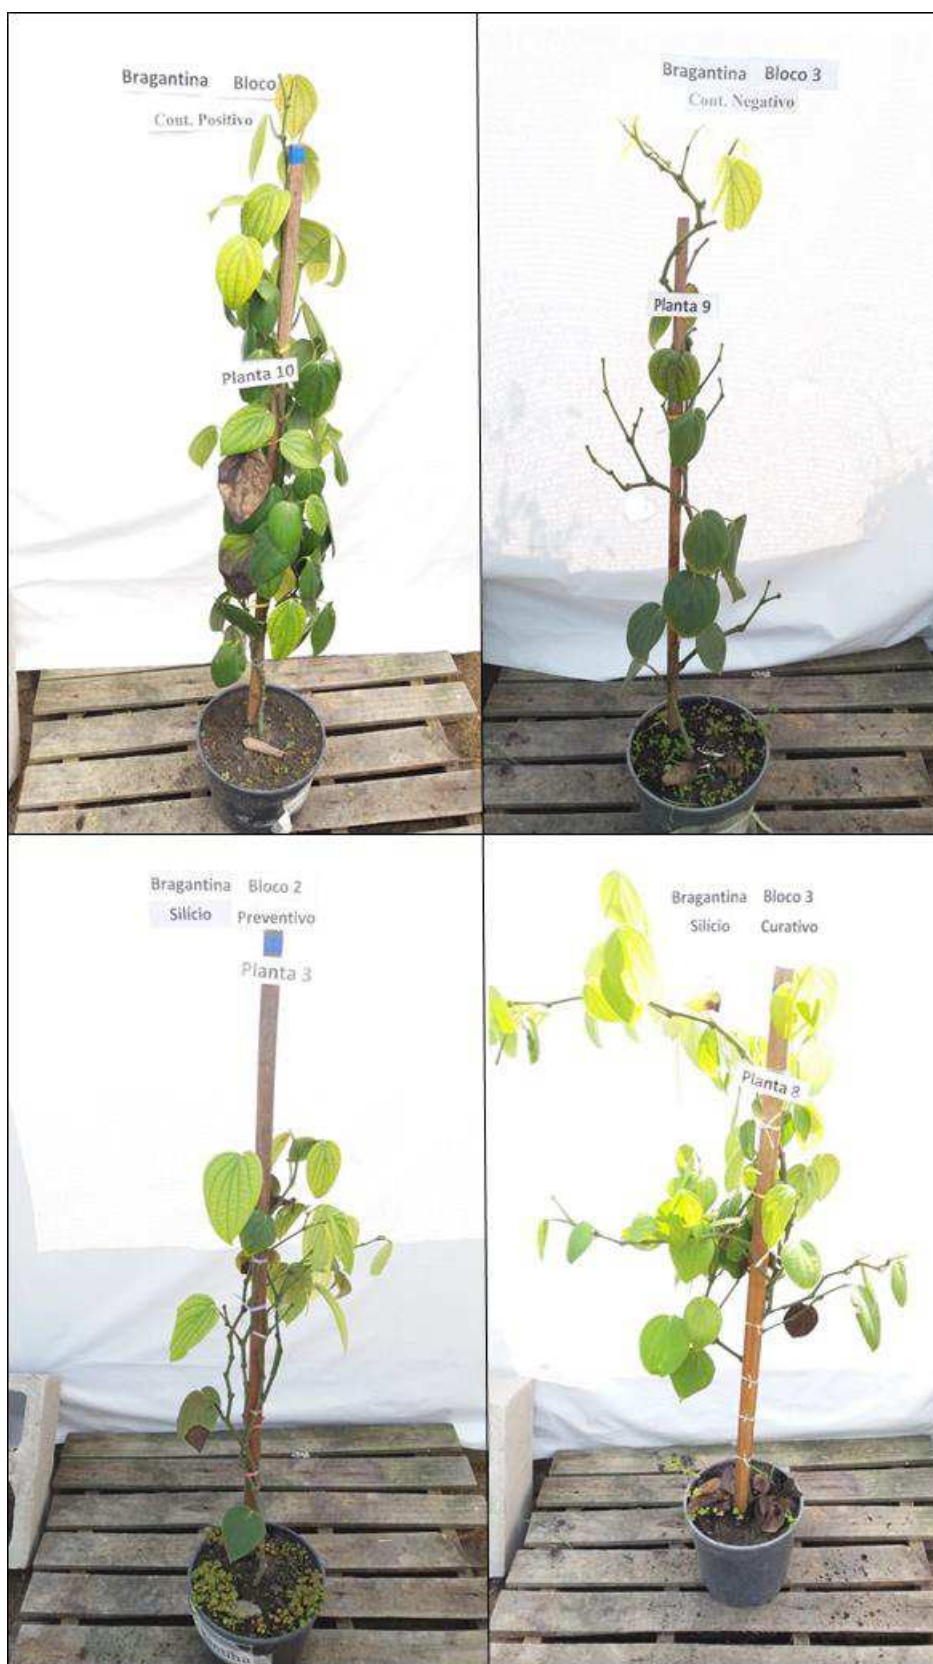 Bragantina Bloco
Cont. Positivo
Planta 10
Bragantina Bloco 3
Cont. Negativo
Planta 9
Bragantina Bloco 2
Silício Preventivo
Planta 3
Bragantina Bloco 3
Silício Curativo
Planta 8